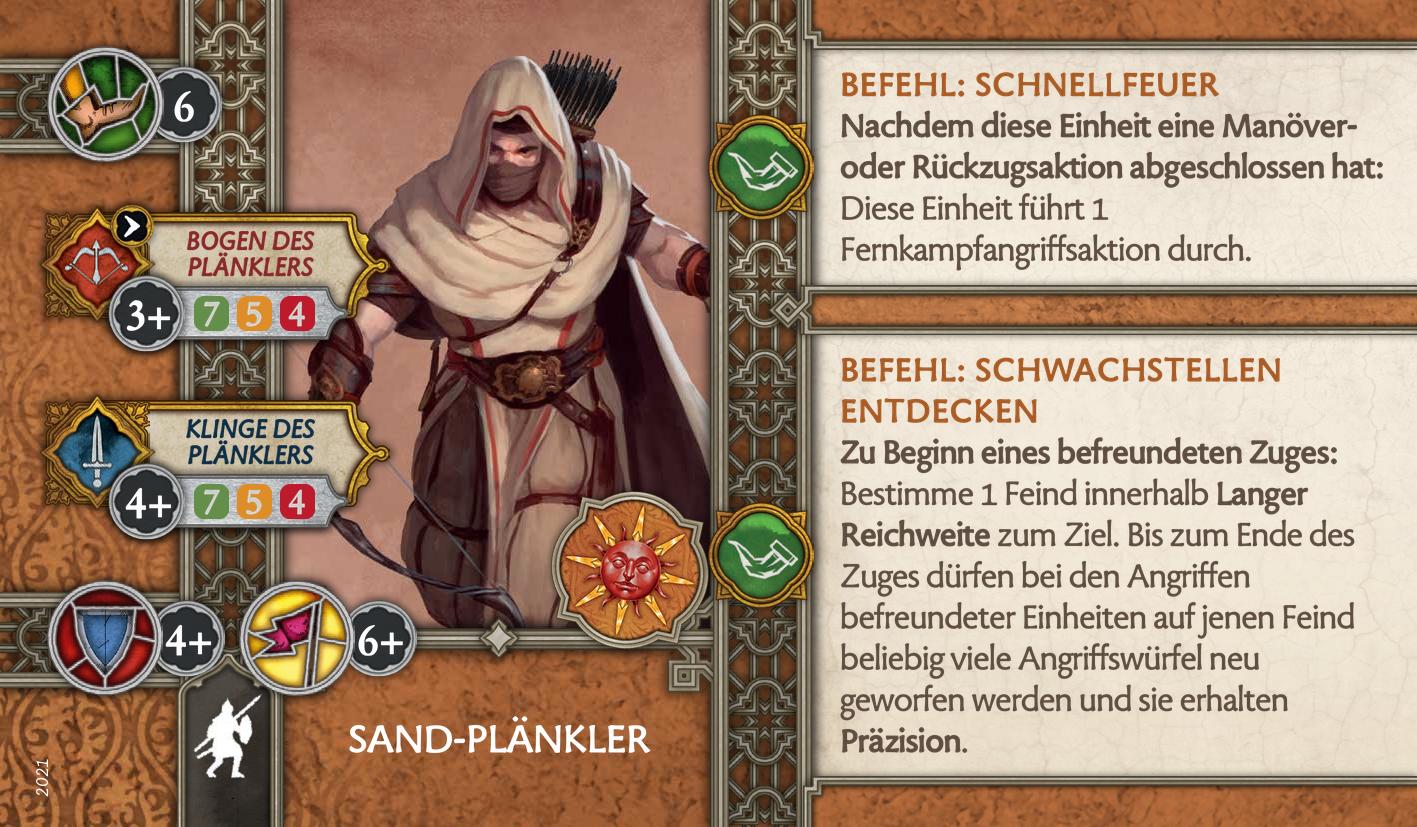 6
BOGEN DES
PLÄNKLERS
3+
7 5 4
KLINGE DES
PLÄNKLERS
4+
7 5 4
4+
6+
SAND-PLÄNKLER
2021
BEFEHL: SCHNELLFEUER
Nachdem diese Einheit eine Manöver-
oder Rückzugsaktion abgeschlossen hat:
Diese Einheit führt 1
Fernkampfangriffsaktion durch.
BEFEHL: SCHWACHSTELLEN
ENTDECKEN
Zu Beginn eines befreundeten Zuges:
Bestimme 1 Feind innerhalb Langer
Reichweite zum Ziel. Bis zum Ende des
Zuges dürfen bei den Angriffen
befreundeter Einheiten auf jenen Feind
beliebig viele Angriffswürfel neu
geworfen werden und sie erhalten
Präzision.